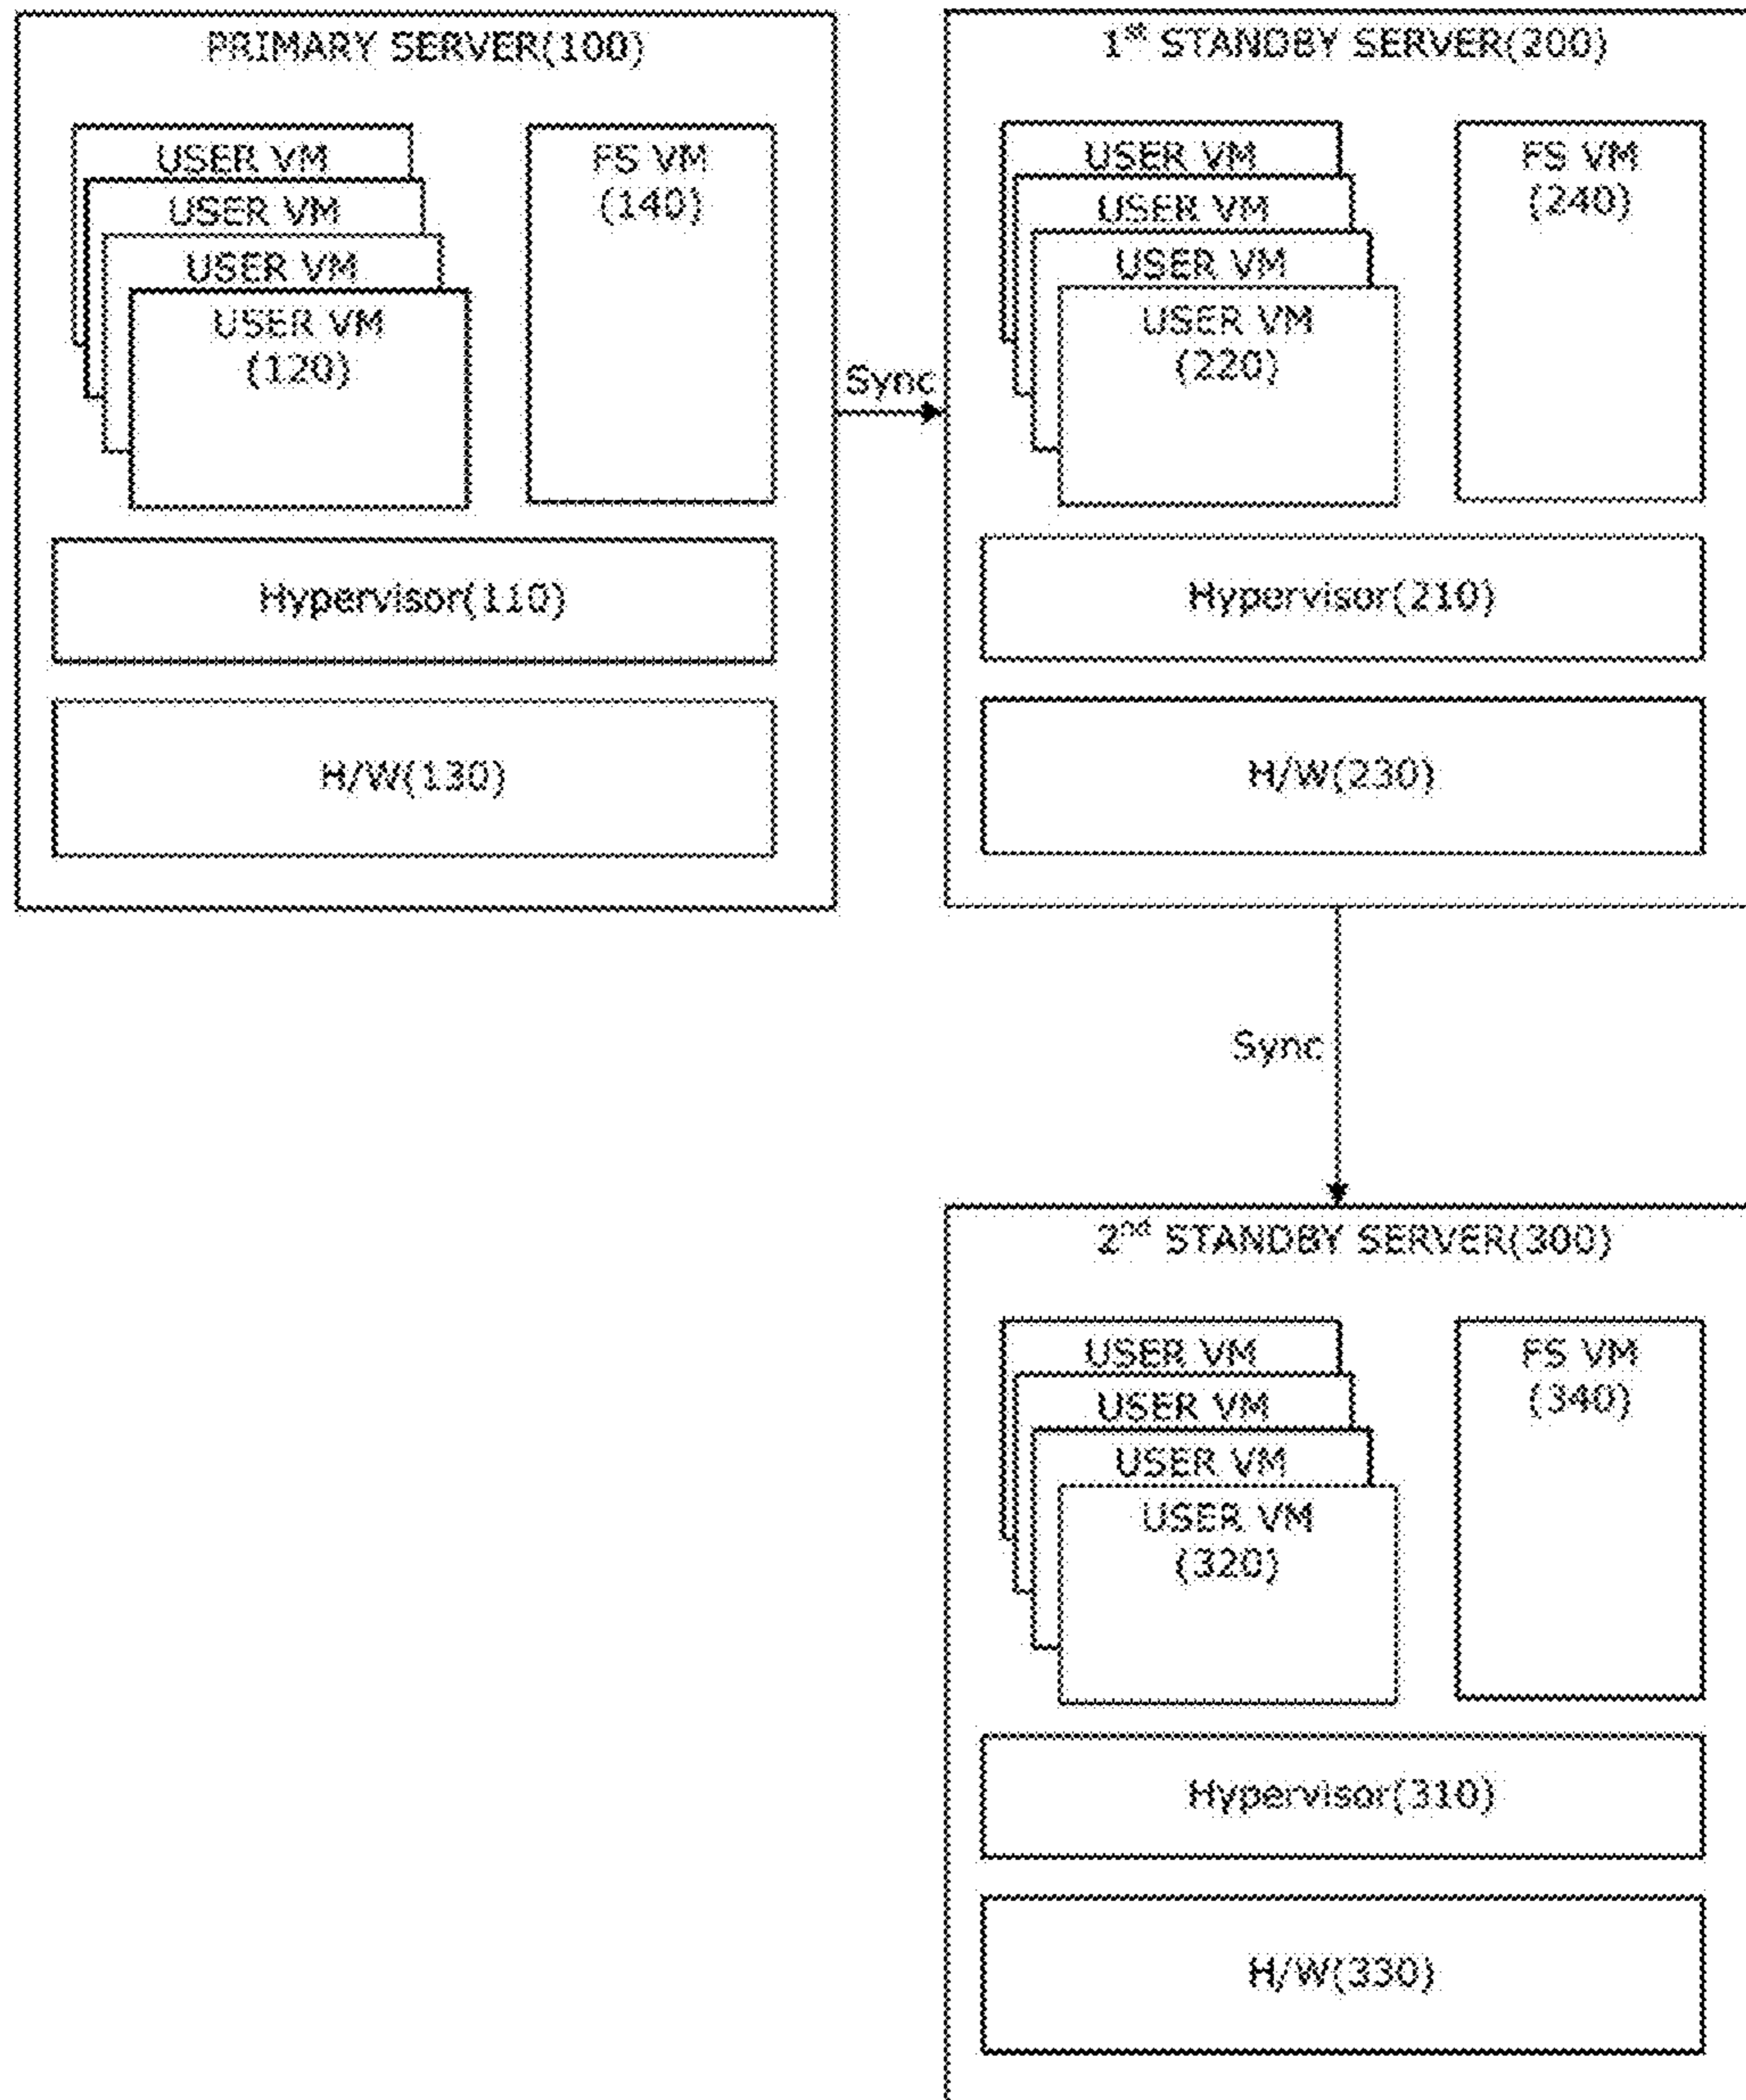 PRIMARY SERVER(100)
USER VM
USER VM
USER VM
USER VM
(120)
FS VM
(140)
Hypervisor(110)
H/W(130)
Sync
1st STANDBY SERVER(200)
USER VM
USER VM
USER VM
USER VM
(220)
FS VM
(240)
Hypervisor(210)
H/W(230)
Sync
2nd STANDBY SERVER(300)
USER VM
USER VM
USER VM
USER VM
(320)
FS VM
(340)
Hypervisor(310)
H/W(330)